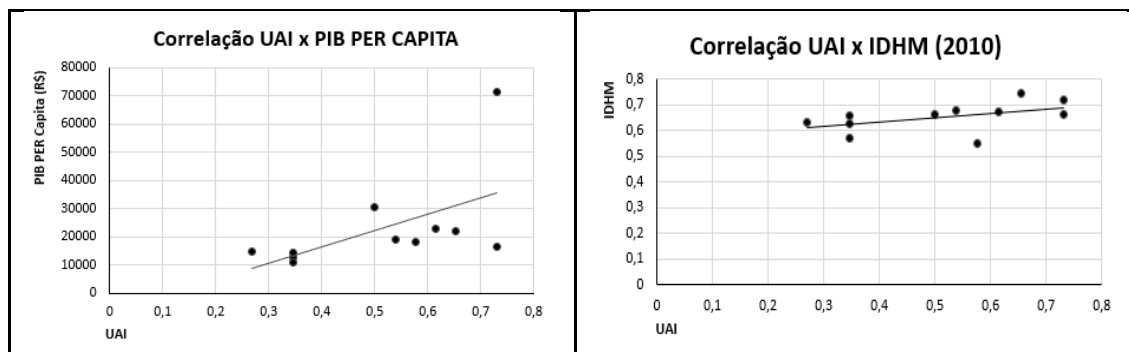 Correlação UAI x PIB PER CAPITA
PIB PER Capita (R$)
80000
70000
60000
50000
40000
30000
20000
10000
0
0 0,1 0,2 0,3 0,4 0,5 0,6 0,7 0,8
UAI
Correlação UAI x IDHM (2010)
IDHM
0,8
0,7
0,6
0,5
0,4
0,3
0,2
0,1
0
0 0,1 0,2 0,3 0,4 0,5 0,6 0,7 0,8
UAI